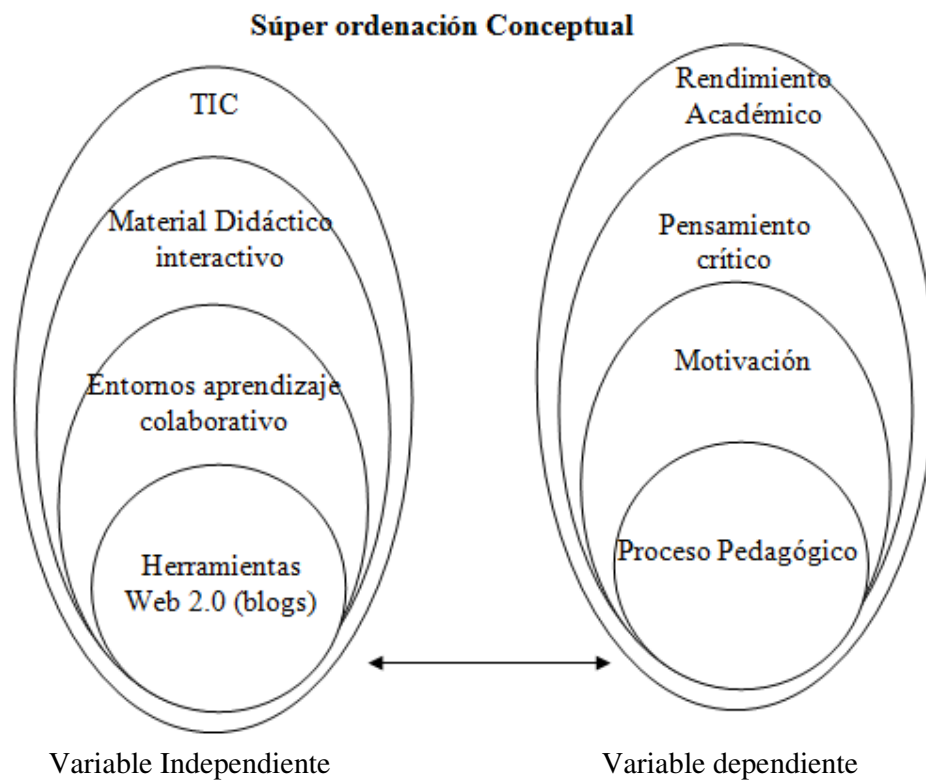 Súper ordenación Conceptual
TIC
Material Didáctico
interactivo
Entornos aprendizaje
colaborativo
Herramientas
Web 2.0 (blogs)
Variable Independiente
Rendimiento
Académico
Pensamiento
crítico
Motivación
Proceso Pedagógico
Variable dependiente